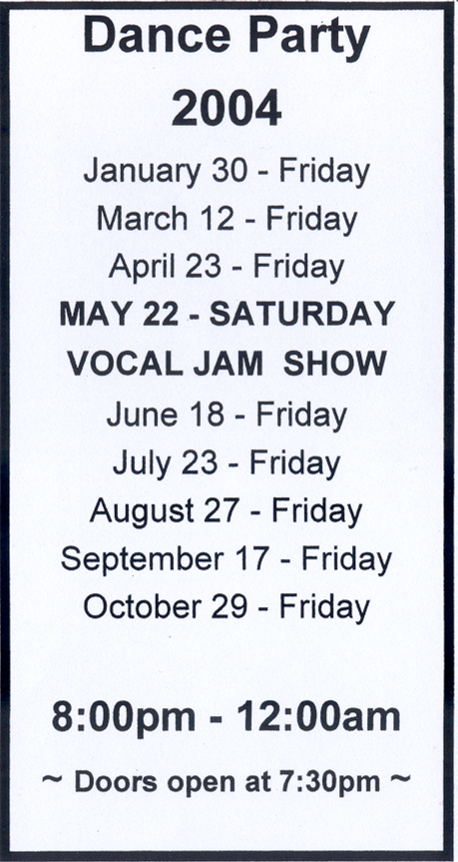 Dance Party
2004
January 30 - Friday
March 12 - Friday
April 23 - Friday
MAY 22 - SATURDAY
VOCAL JAM  SHOW
June 18 - Friday
July 23 - Friday
August 27 - Friday
September 17 - Friday
October 29 - Friday
8:00pm - 12:00am
~ Doors open at 7:30pm ~